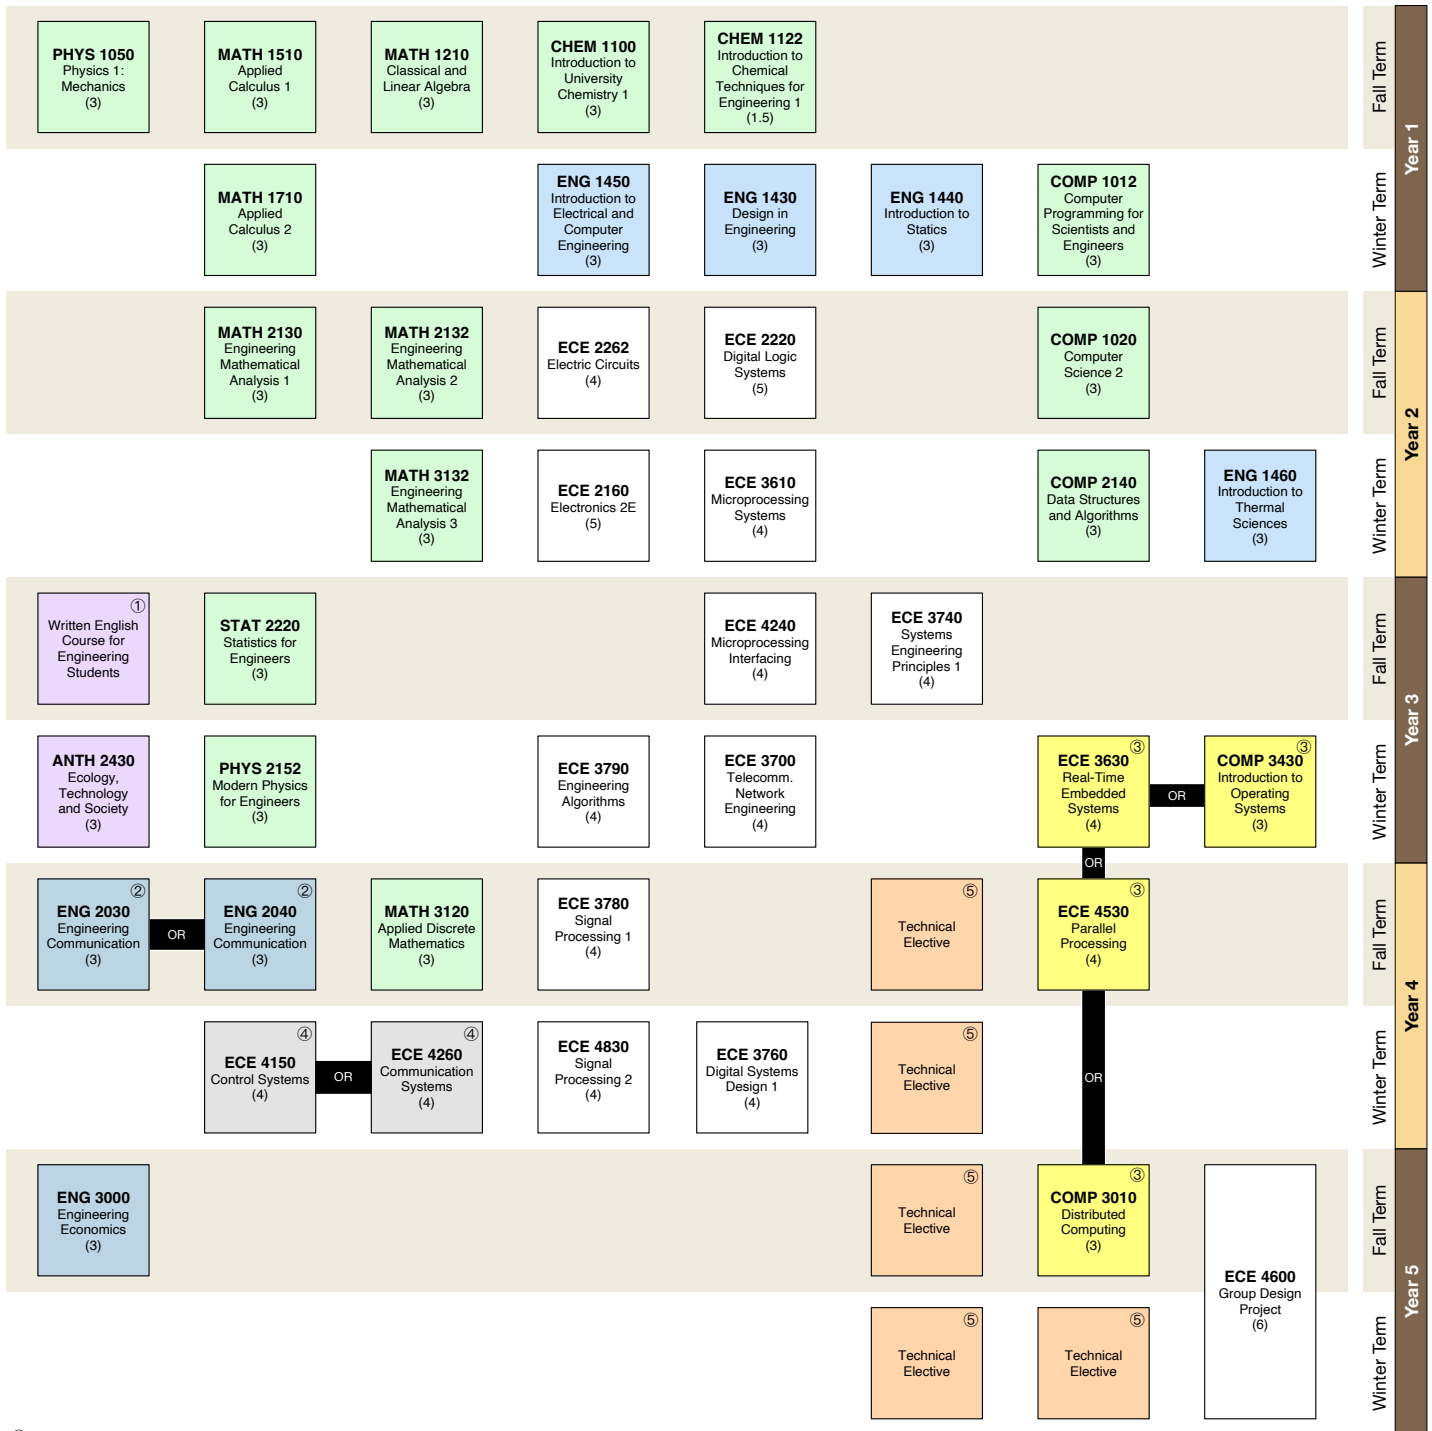 PHYS 1050
Physics 1:
Mechanics
(3)
MATH 1510
Applied
Calculus 1
(3)
MATH 1210
Classical and
Linear Algebra
(3)
CHEM 1100
Introduction to
University
Chemistry 1
(3)
CHEM 1122
Introduction to
Chemical
Techniques for
Engineering 1
(1.5)
Fall Term
Year 1
MATH 1710
Applied
Calculus 2
(3)
ENG 1450
Introduction to
Electrical and
Computer
Engineering
(3)
ENG 1430
Design in
Engineering
(3)
ENG 1440
Introduction to
Statics
(3)
COMP 1012
Computer
Programming for
Scientists and
Engineers
(3)
Winter Term
MATH 2130
Engineering
Mathematical
Analysis 1
(3)
MATH 2132
Engineering
Mathematical
Analysis 2
(3)
ECE 2262
Electric Circuits
(4)
ECE 2220
Digital Logic
Systems
(5)
COMP 1020
Computer
Science 2
(3)
Fall Term
Year 2
MATH 3132
Engineering
Mathematical
Analysis 3
(3)
ECE 2160
Electronics 2E
(5)
ECE 3610
Microprocessing
Systems
(4)
COMP 2140
Data Structures
and Algorithms
(3)
ENG 1460
Introduction to
Thermal
Sciences
(3)
Winter Term
①
Written English
Course for
Engineering
Students
STAT 2220
Statistics for
Engineers
(3)
ECE 4240
Microprocessing
Interfacing
(4)
ECE 3740
Systems
Engineering
Principles 1
(4)
Fall Term
Year 3
ANTH 2430
Ecology,
Technology
and Society
(3)
PHYS 2152
Modern Physics
for Engineers
(3)
ECE 3790
Engineering
Algorithms
(4)
ECE 3700
Telecomm.
Network
Engineering
(4)
③
ECE 3630
Real-Time
Embedded
Systems
(4)
OR
③
COMP 3430
Introduction to
Operating
Systems
(3)
Winter Term
OR
②
ENG 2030
Engineering
Communication
(3)
OR
②
ENG 2040
Engineering
Communication
(3)
MATH 3120
Applied Discrete
Mathematics
(3)
ECE 3780
Signal
Processing 1
(4)
⑤
Technical
Elective
③
ECE 4530
Parallel
Processing
(4)
Fall Term
Year 4
④
ECE 4150
Control Systems
(4)
OR
④
ECE 4260
Communication
Systems
(4)
ECE 4830
Signal
Processing 2
(4)
ECE 3760
Digital Systems
Design 1
(4)
⑤
Technical
Elective
OR
Winter Term
ENG 3000
Engineering
Economics
(3)
⑤
Technical
Elective
③
COMP 3010
Distributed
Computing
(3)
ECE 4600
Group Design
Project
(6)
Fall Term
Year 5
⑤
Technical
Elective
⑤
Technical
Elective
Winter Term